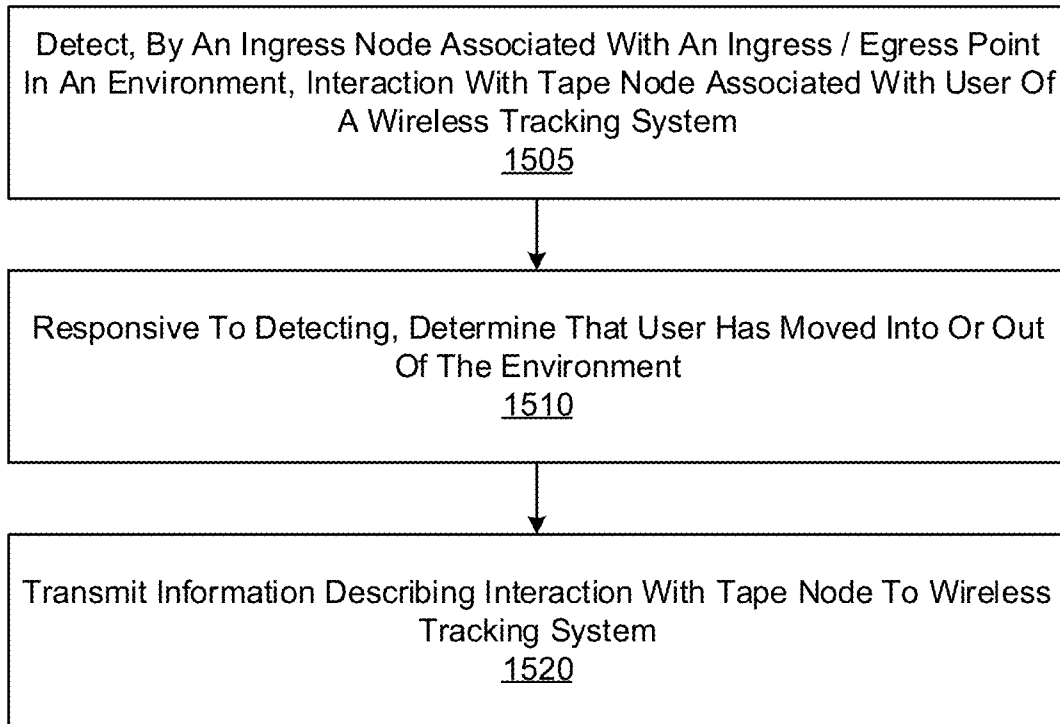 Detect, By An Ingress Node Associated With An Ingress / Egress Point
In An Environment, Interaction With Tape Node Associated With User Of
A Wireless Tracking System
1505
Responsive To Detecting, Determine That User Has Moved Into Or Out
Of The Environment
1510
Transmit Information Describing Interaction With Tape Node To Wireless
Tracking System
1520